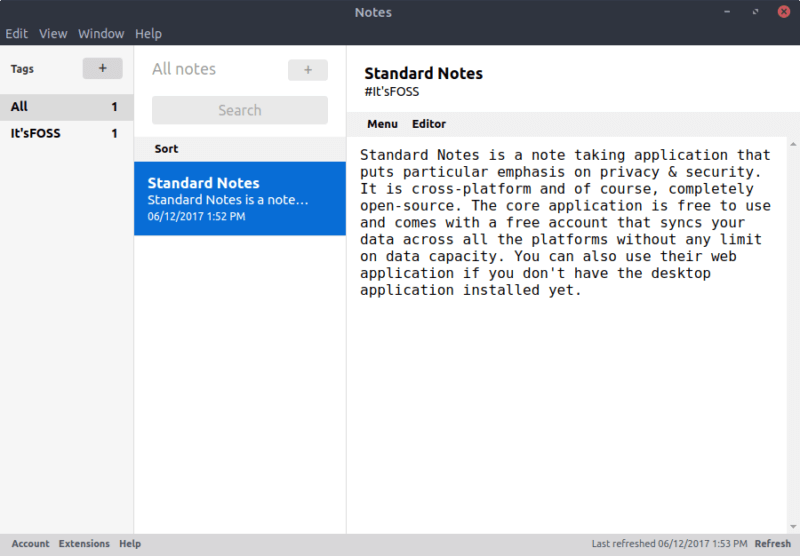 Notes
Edit View Window Help
Tags +
All 1
It'sFOSS 1
All notes +
Search
Sort
Standard Notes
Standard Notes is a note...
06/12/2017 1:52 PM
Standard Notes
#It'sFOSS
Menu Editor
Standard Notes is a note taking application that
puts particular emphasis on privacy & security.
It is cross-platform and of course, completely
open-source. The core application is free to use
and comes with a free account that syncs your
data across all the platforms without any limit
on data capacity. You can also use their web
application if you don't have the desktop
application installed yet.
Account Extensions Help
Last refreshed 06/12/2017 1:53 PM Refresh